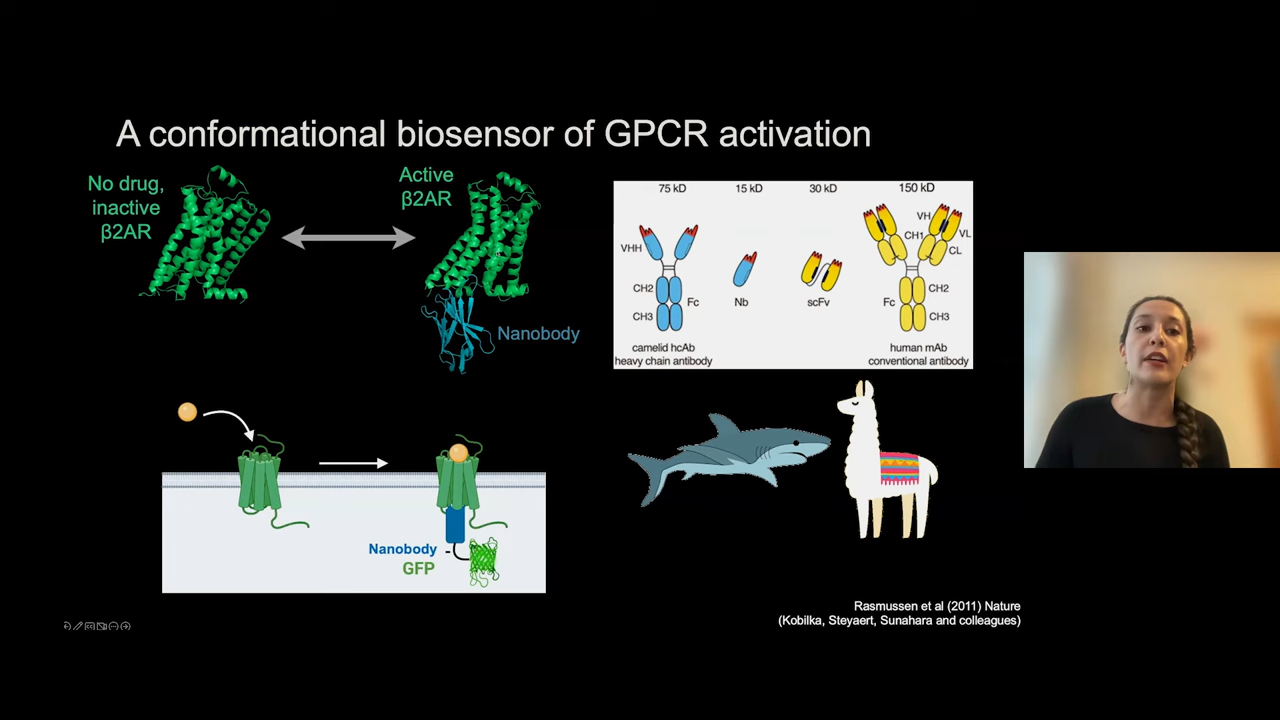 A conformational biosensor of GPCR activation
No drug,
inactive
β2AR
Active
β2AR
Nanobody
75 kD
15 kD
30 kD
150 kD
VHH
CH2
CH3
Fc
Nb
scFv
VH
VL
CH1
CL
Fc
CH2
CH3
camelid hcAb
heavy chain antibody
human mAb
conventional antibody
Nanobody
GFP
Rasmussen et al (2011) Nature
(Kobilka, Steyaert, Sunahara and colleagues)